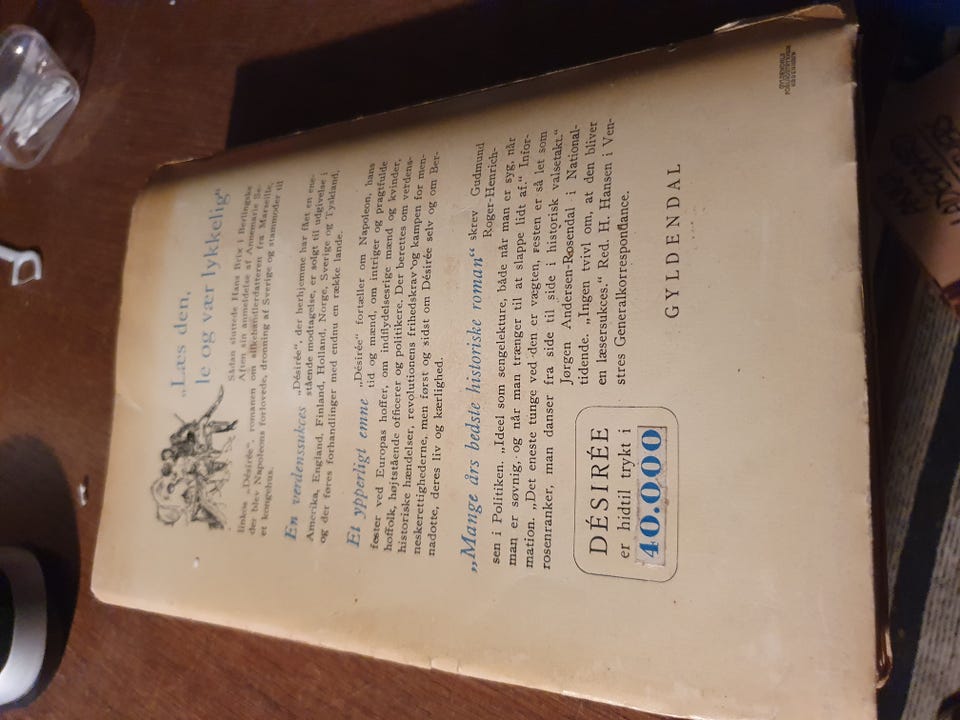 „Læs den,
le og vær lykkelig“
Sådan sluttede Hans Brix i Berlingske
Aften sin anmeldelse af Annemarie Se-
linkos „Désirée“, romanen om silkehandlerdatteren fra Marseille,
der blev Napoleons forlovede, dronning af Sverige og stammoder til
et kongehus.
En verdenssukces „Désirée“, der herhjemme har fået en ene-
stående modtagelse, er solgt til udgivelse i
Amerika, England, Finland, Holland, Norge, Sverige og Tyskland,
og der føres forhandlinger med endnu en række lande.
Et ypperligt emne „Désirée“ fortæller om Napoleon, hans
tid og mænd, om intriger og pragtfulde
fester ved Europas hoffer, om indflydelsesrige mænd og kvinder,
hoffolk, højtstående officerer og politikere. Der berettes om verdens-
historiske hændelser, revolutionens frihedskrav og kampen for men-
neskerettighederne, men først og sidst om Désirée selv og om Ber-
nadotte, deres liv og kærlighed.
„Mange års bedste historiske roman“ skrev Gudmund
Roger-Henrich-
sen i Politiken. „Ideel som sengelekture, både når man er syg, når
man er søvnig, og når man trænger til at slappe lidt af.“ Infor-
mation. „Det eneste tunge ved den er vægten, resten er så let som
rosenranker, man danser fra side til side i historisk valsetakt.“
Jørgen Andersen-Rosendal i National-
tidende. „Ingen tvivl om, at den bliver
en læsersukces.“ Red. H. Hansen i Ven-
stres Generalkorrespondance.
DÉSIRÉE
er hidtil trykt i
40.000
GYLDENDAL